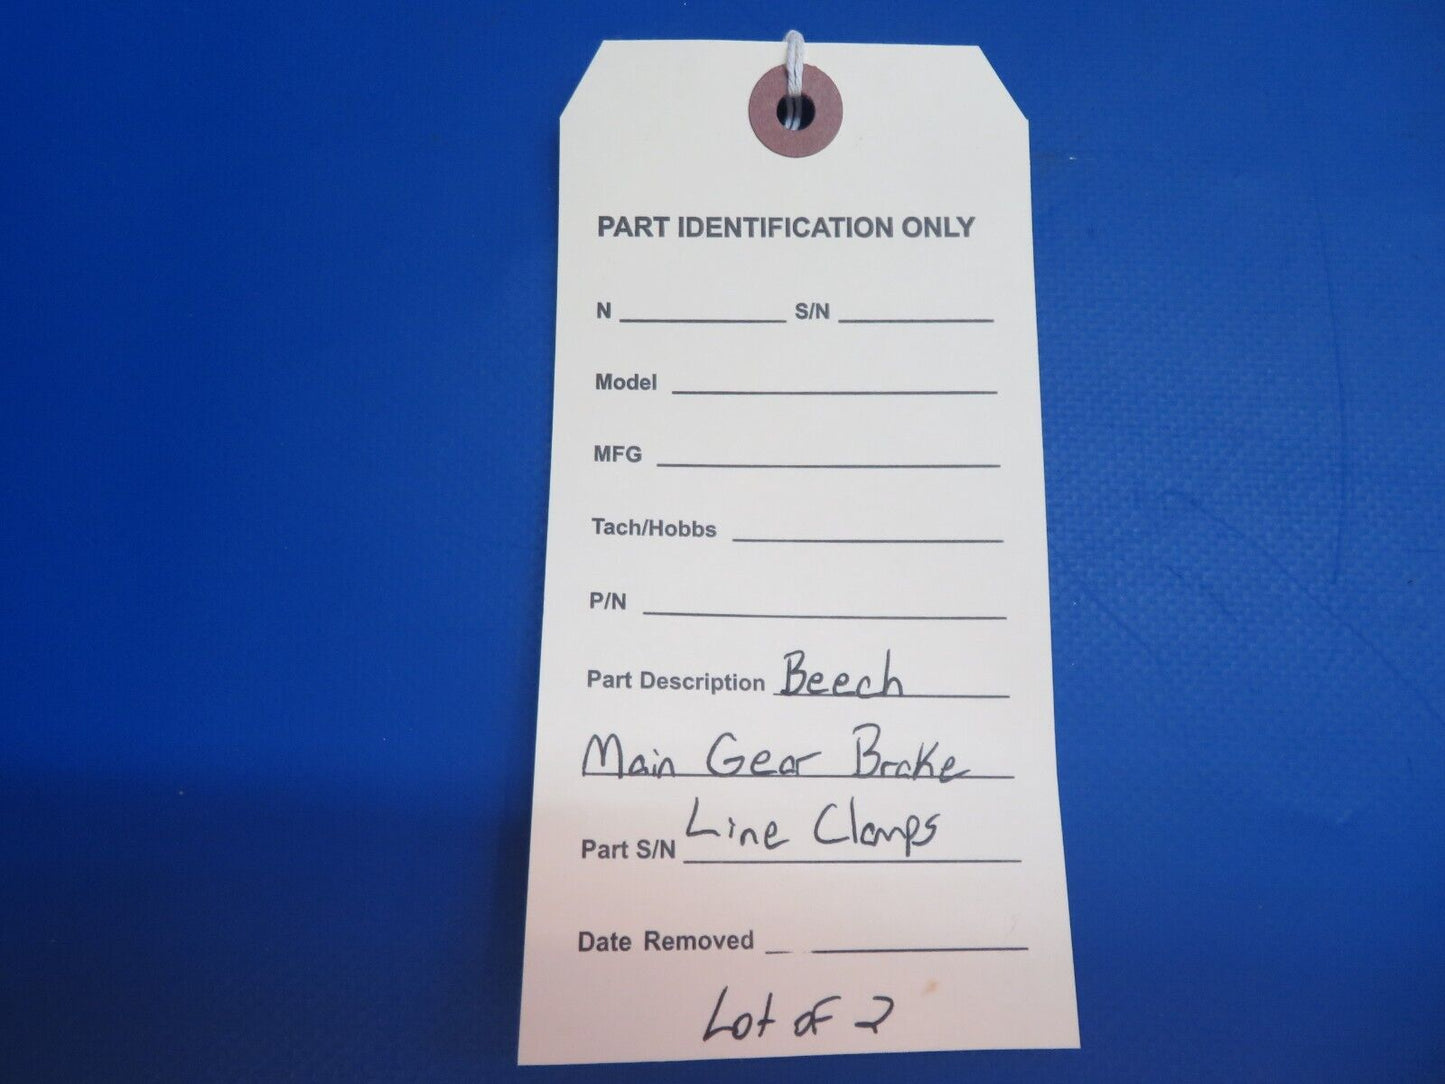 PART IDENTIFICATION ONLY
N S/N
Model
MFG
Tach/Hobbs
P/N
Part Description Beech
Main Gear Brake
Part S/N Line Clamps
Date Removed
Lot of 2